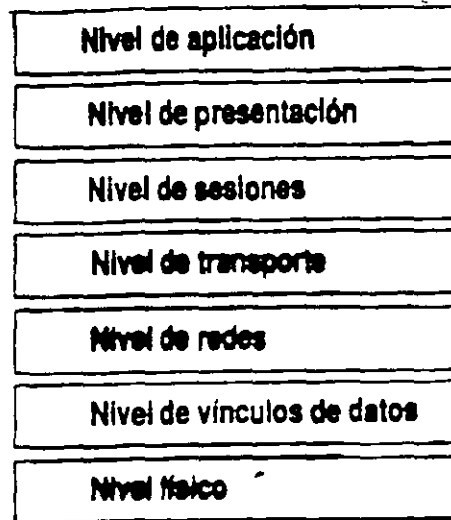 Nivel de aplicación
Nivel de presentación
Nivel de sesiones
Nivel de transporte
Nivel de redes
Nivel de vínculos de datos
Nivel físico